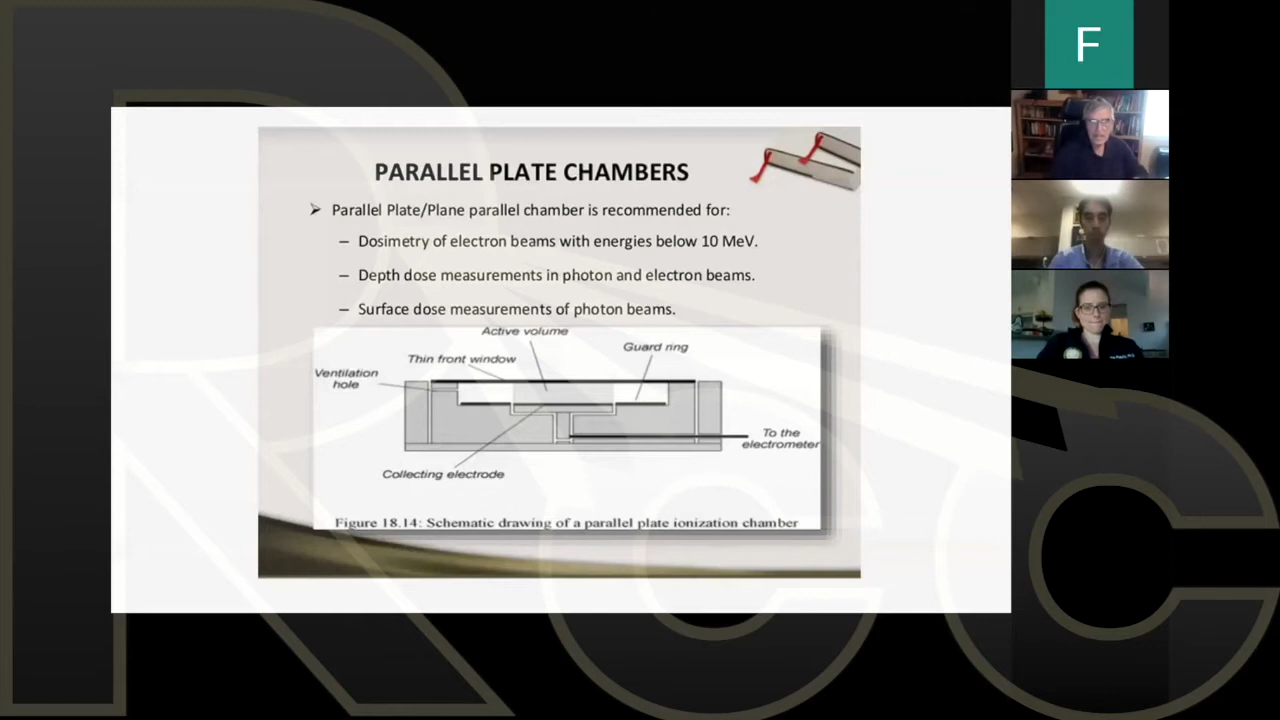 F
PARALLEL PLATE CHAMBERS
➢ Parallel Plate/Plane parallel chamber is recommended for:
– Dosimetry of electron beams with energies below 10 MeV.
– Depth dose measurements in photon and electron beams.
– Surface dose measurements of photon beams.
Active volume
Guard ring
Thin front window
Ventilation
hole
To the
electrometer
Collecting electrode
Figure 18.14: Schematic drawing of a parallel plate ionization chamber